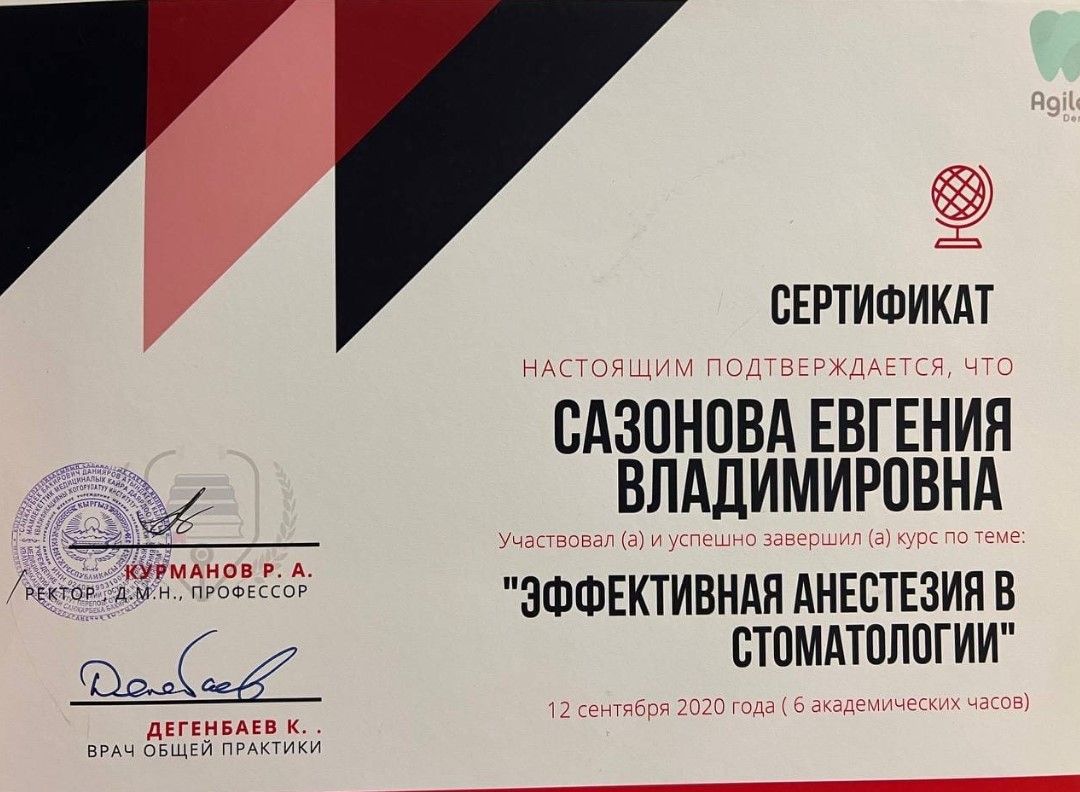 Agile
СЕРТИФИКАТ
НАСТОЯЩИМ ПОДТВЕРЖДАЕТСЯ, ЧТО
САЗОНОВА ЕВГЕНИЯ
ВЛАДИМИРОВНА
Участвовал (а) и успешно завершил (а) курс по теме:
"ЭФФЕКТИВНАЯ АНЕСТЕЗИЯ В
СТОМАТОЛОГИИ"
12 сентября 2020 года ( 6 академических часов)
КУРМАНОВ Р. А.
РЕКТОР , Д.М.Н., ПРОФЕССОР
Дегенбаев
ДЕГЕНБАЕВ К. .
ВРАЧ ОБЩЕЙ ПРАКТИКИ